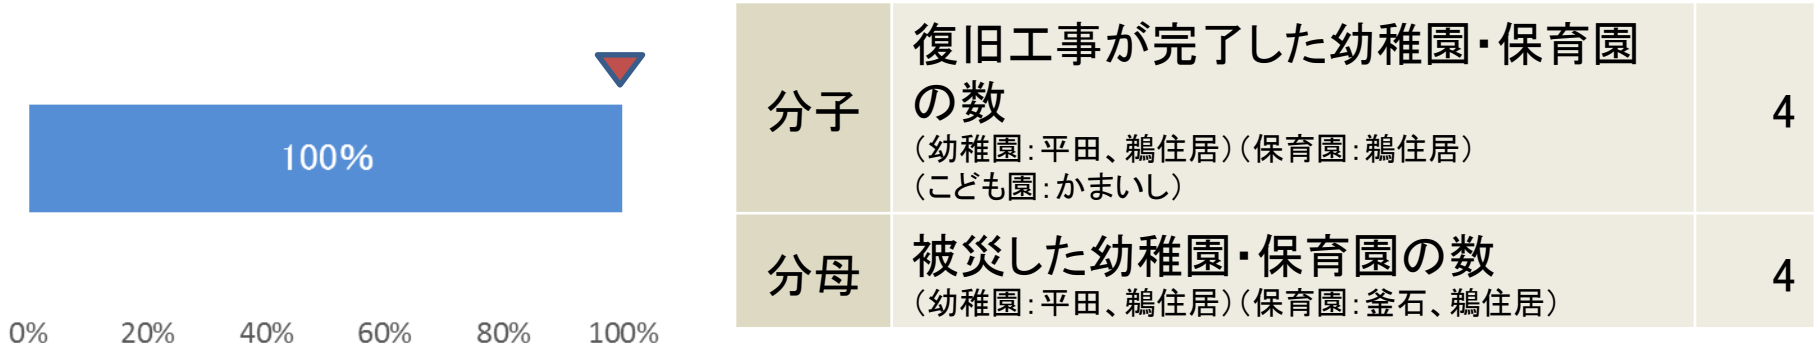 100%
0% 20% 40% 60% 80% 100%
分子
復旧工事が完了した幼稚園・保育園
の数
（幼稚園：平田、鵜住居）（保育園：鵜住居）
（こども園：かまいし）
4
分母
被災した幼稚園・保育園の数
（幼稚園：平田、鵜住居）（保育園：釜石、鵜住居）
4